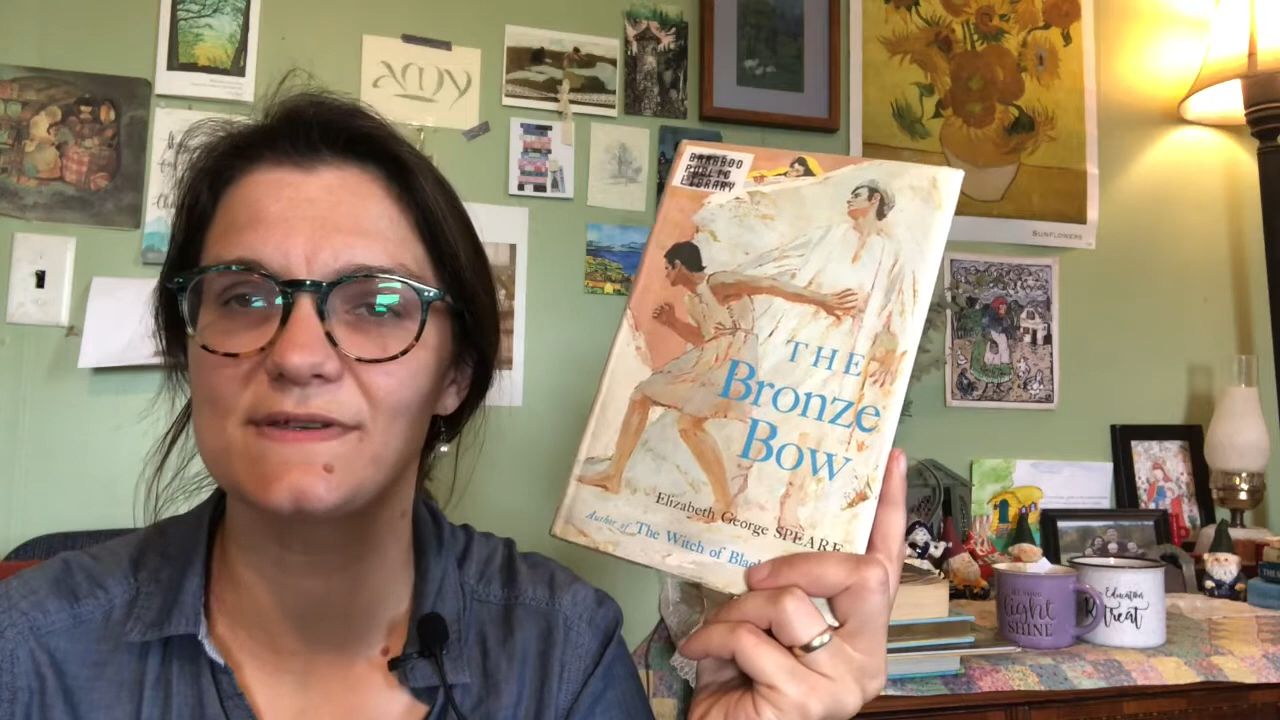 amy
BARABOO
PUBLIC
LIBRARY
THE
Bronze
Bow
Elizabeth George SPEARE
Author of The Witch of Blac
SUNFLOWERS
light
SHINE
Education
Treat